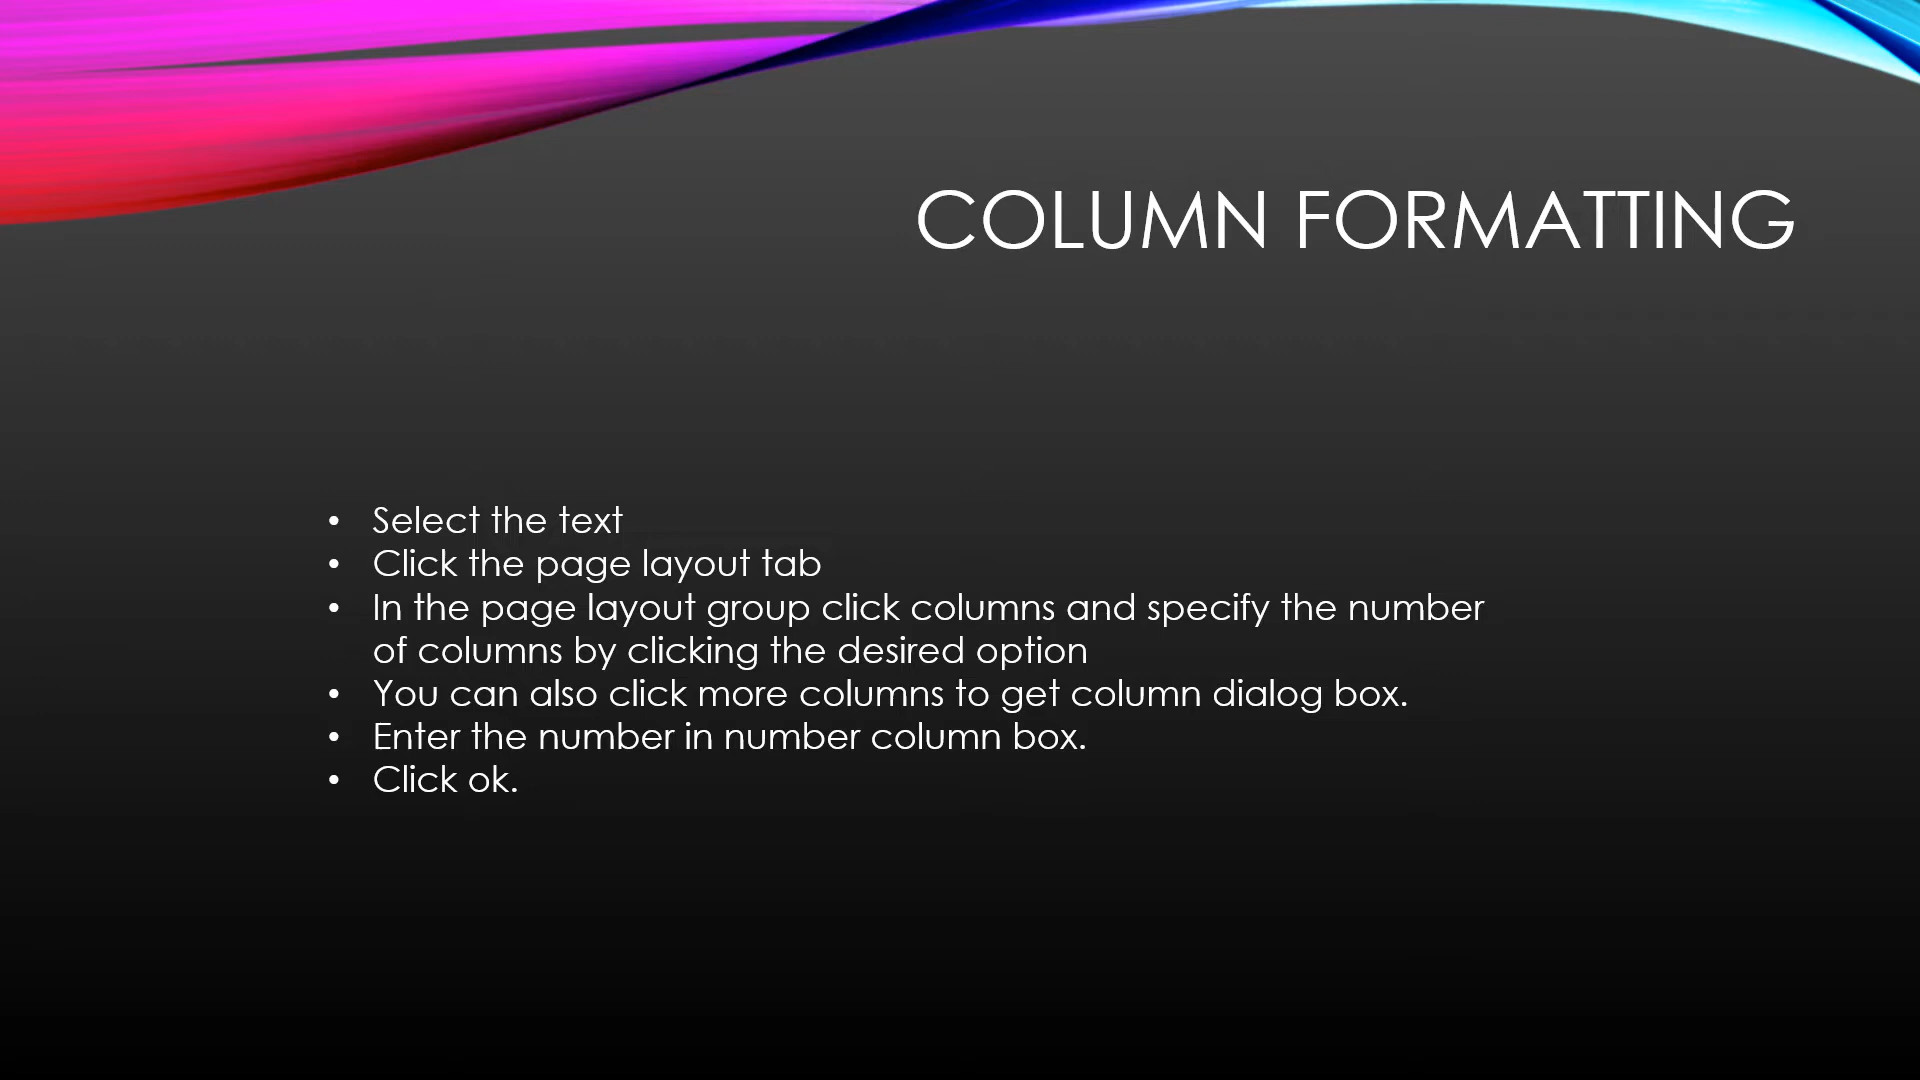 COLUMN FORMATTING
• Select the text
• Click the page layout tab
• In the page layout group click columns and specify the number
of columns by clicking the desired option
• You can also click more columns to get column dialog box.
• Enter the number in number column box.
• Click ok.